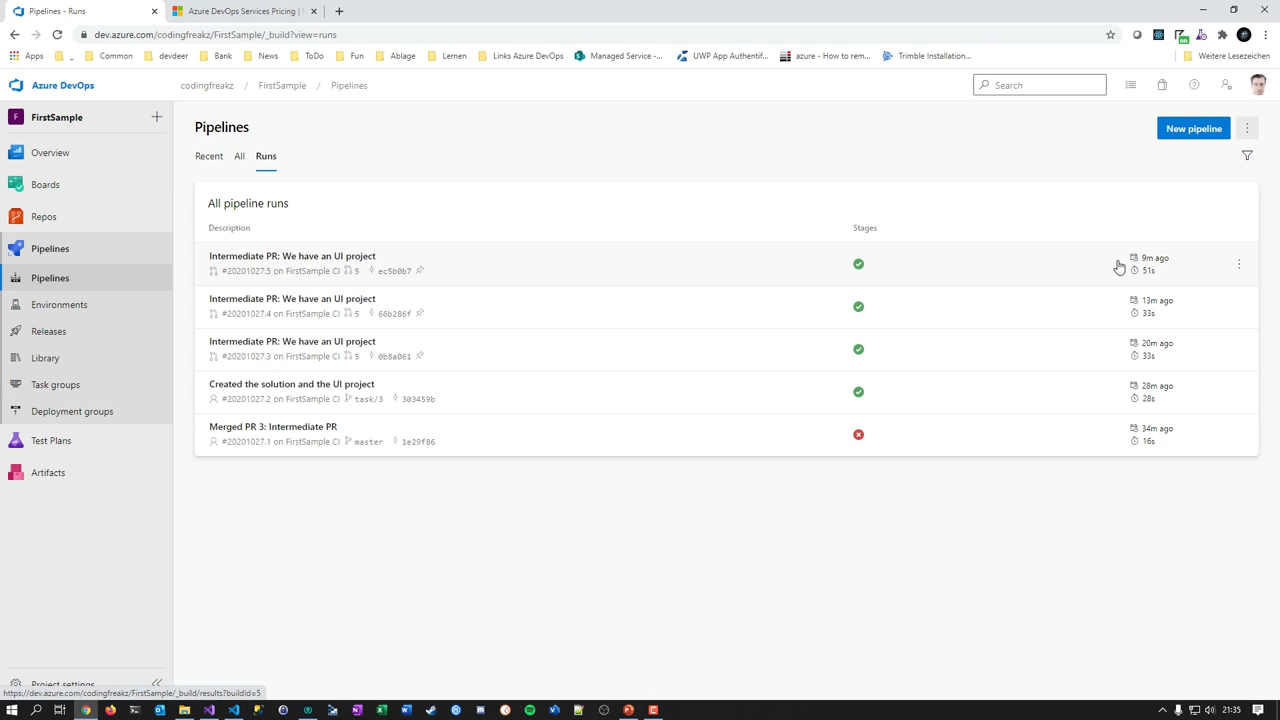 Pipelines - Runs
Azure DevOps Services Pricing |
dev.azure.com/codingfreakz/FirstSample/_build?view=runs
Apps
_
Common
devdeer
Bank
News
ToDo
Fun
Ablage
Lernen
Links Azure DevOps
Managed Service -...
UWP App Authentif...
azure - How to rem...
Trimble Installation...
Weitere Lesezeichen
Azure DevOps
codingfreakz / FirstSample / Pipelines
Search
F FirstSample
Overview
Boards
Repos
Pipelines
Pipelines
Environments
Releases
Library
Task groups
Deployment groups
Test Plans
Artifacts
Project settings
Pipelines
New pipeline
Recent All Runs
All pipeline runs
Description Stages
Intermediate PR: We have an UI project
#20201027.5 on FirstSample CI 5 ec5b0b7
9m ago
51s
Intermediate PR: We have an UI project
#20201027.4 on FirstSample CI 5 66b286f
13m ago
33s
Intermediate PR: We have an UI project
#20201027.3 on FirstSample CI 5 0b8a061
20m ago
33s
Created the solution and the UI project
#20201027.2 on FirstSample CI task/3 303459b
28m ago
28s
Merged PR 3: Intermediate PR
#20201027.1 on FirstSample CI master 1e29f86
34m ago
16s
https://dev.azure.com/codingfreakz/FirstSample/_build/results?buildId=5
21:35